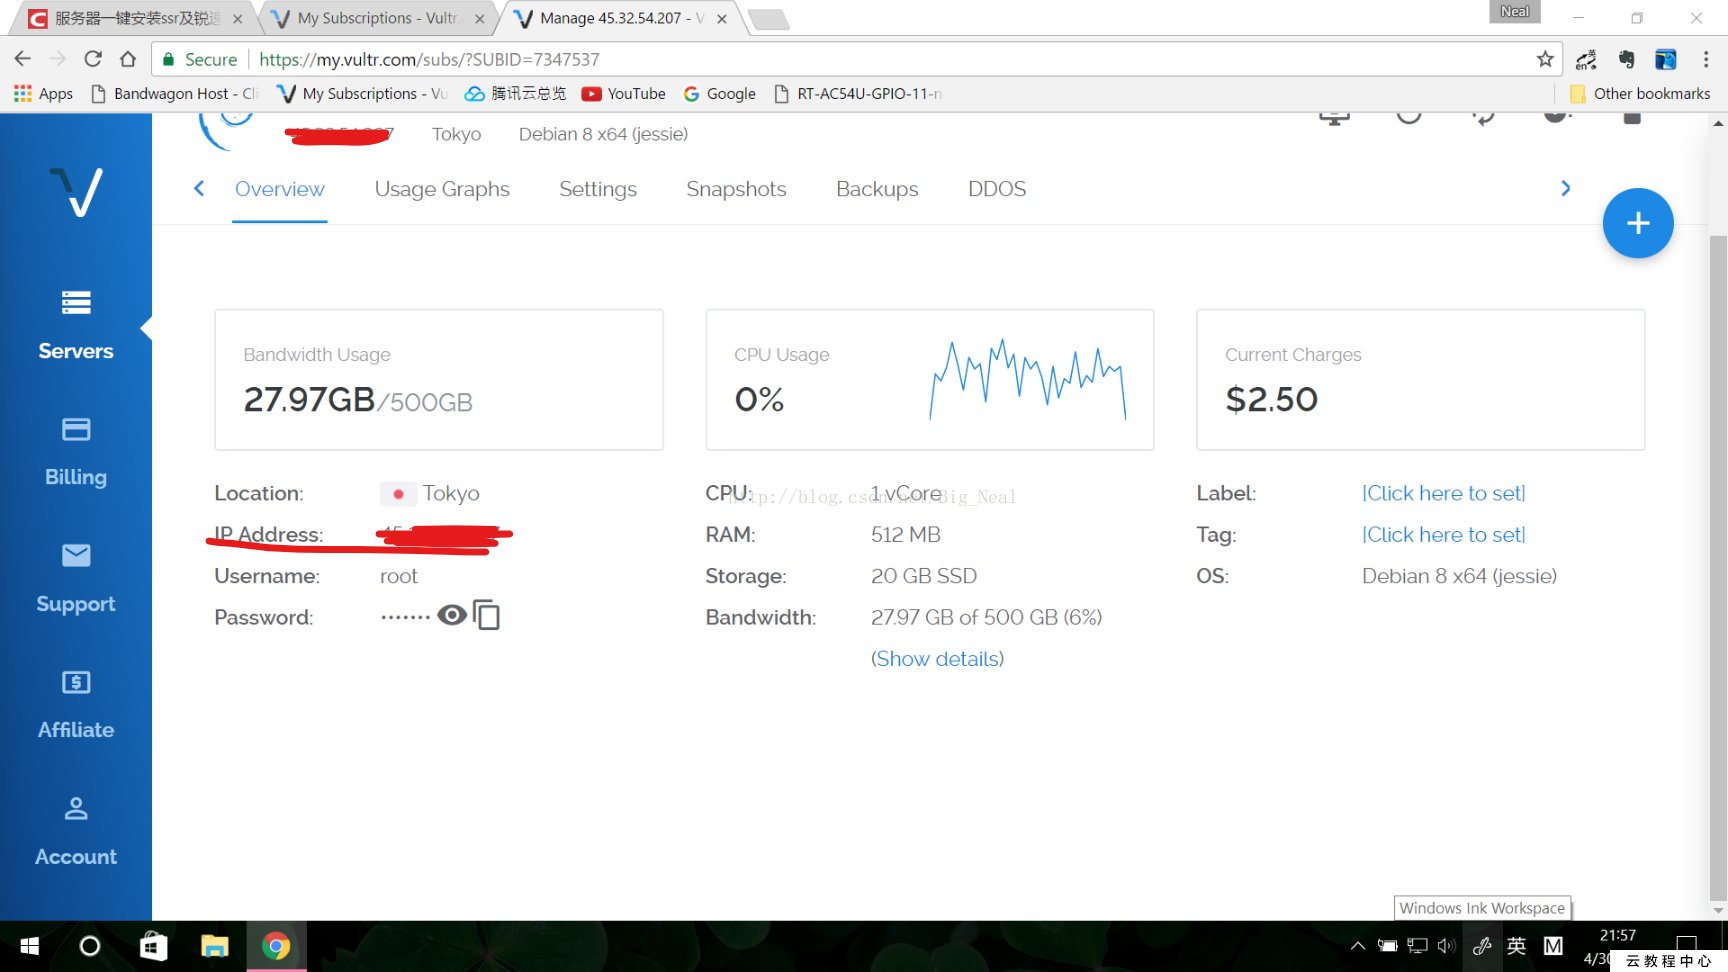 服务器一键安装ssr及锐速
My Subscriptions - Vultr.
Manage 45.32.54.207 - V
Neal
Secure
https://my.vultr.com/subs/?SUBID=7347537
Apps
Bandwagon Host - Cli
My Subscriptions - Vu
腾讯云总览
YouTube
Google
RT-AC54U-GPIO-11-n
Other bookmarks
Tokyo
Debian 8 x64 (jessie)
Overview
Usage Graphs
Settings
Snapshots
Backups
DDOS
Servers
Billing
Support
Affiliate
Account
Bandwidth Usage
27.97GB/500GB
CPU Usage
0%
Current Charges
$2.50
Location: Tokyo
IP Address:
Username: root
Password: ·······
CPU: 1 vCore
http://blog.csdn.net/Big_Neal
RAM: 512 MB
Storage: 20 GB SSD
Bandwidth: 27.97 GB of 500 GB (6%)
(Show details)
Label: [Click here to set]
Tag: [Click here to set]
OS: Debian 8 x64 (jessie)
Windows Ink Workspace
英
M
21:57
4/30
云教程中心